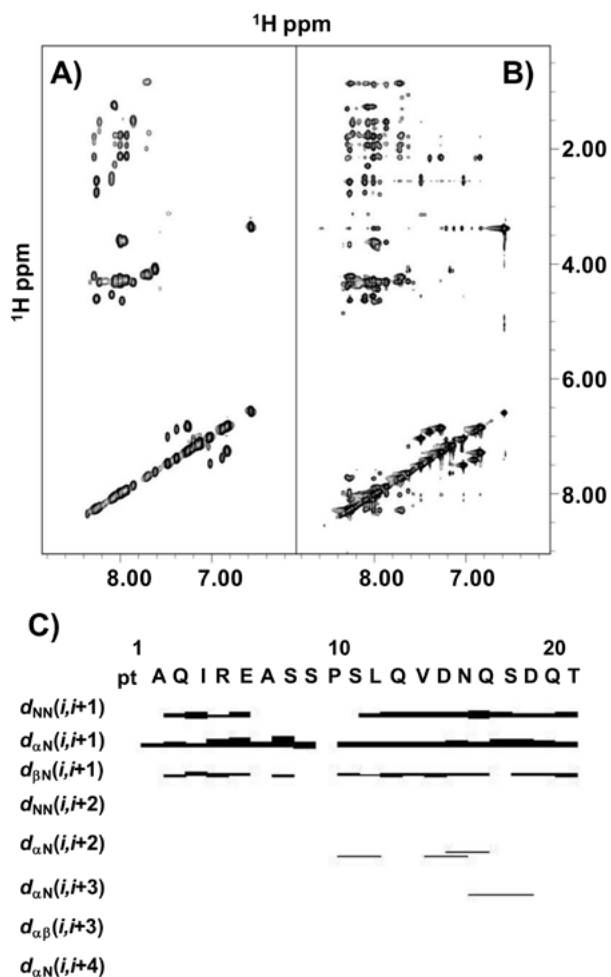 ¹H ppm
A)
B)
2.00
4.00
¹H ppm
6.00
8.00
8.00 7.00 8.00 7.00
C)
1 10 20
pt A Q I R E A S S P S L Q V D N Q S D Q T
dNN(i,i+1)
dαN(i,i+1)
dβN(i,i+1)
dNN(i,i+2)
dαN(i,i+2)
dαN(i,i+3)
dαβ(i,i+3)
dαN(i,i+4)